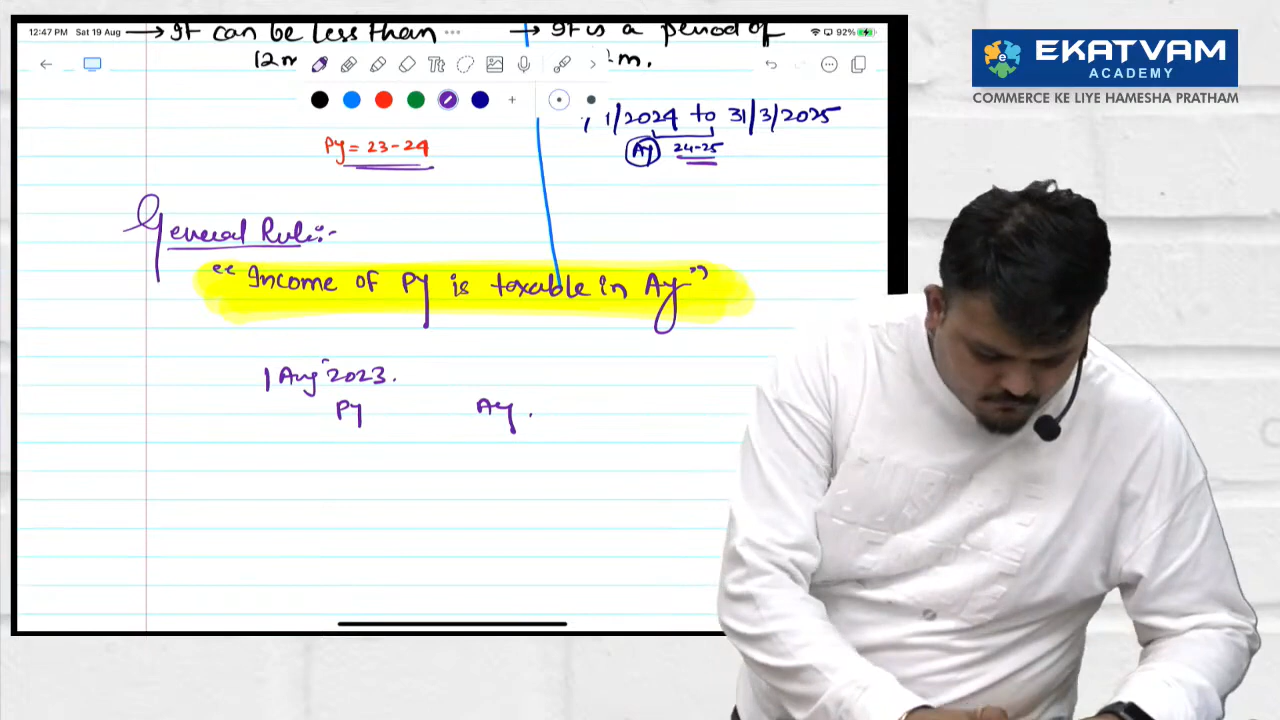 12:47 PM Sat 19 Aug
92%
→ It can be less than
12m
→ It is a period of
m.
1/2024 to 31/3/2025
PY = 23-24
AY 24-25
General Rule:-
"Income of PY is taxable in AY"
1 Aug 2023.
PY AY.
Tt
e
EKATVAM
ACADEMY
COMMERCE KE LIYE HAMESHA PRATHAM